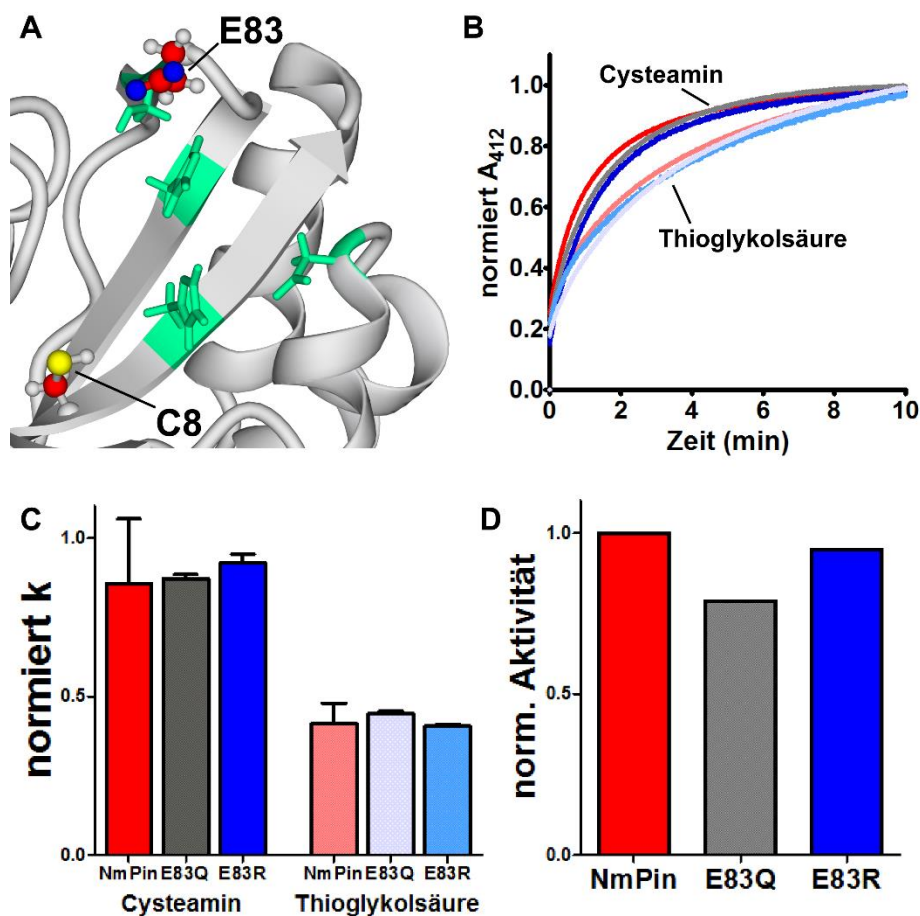 A
E83
C8
B
normiert A412
1.0
0.8
0.6
0.4
0.2
0.0
Cysteamin
Thioglykolsäure
0 2 4 6 8 10
Zeit (min)
C
normiert k
1.0
0.5
0.0
NmPin E83Q E83R NmPin E83Q E83R
Cysteamin Thioglykolsäure
D
norm. Aktivität
1.0
0.5
0.0
NmPin E83Q E83R